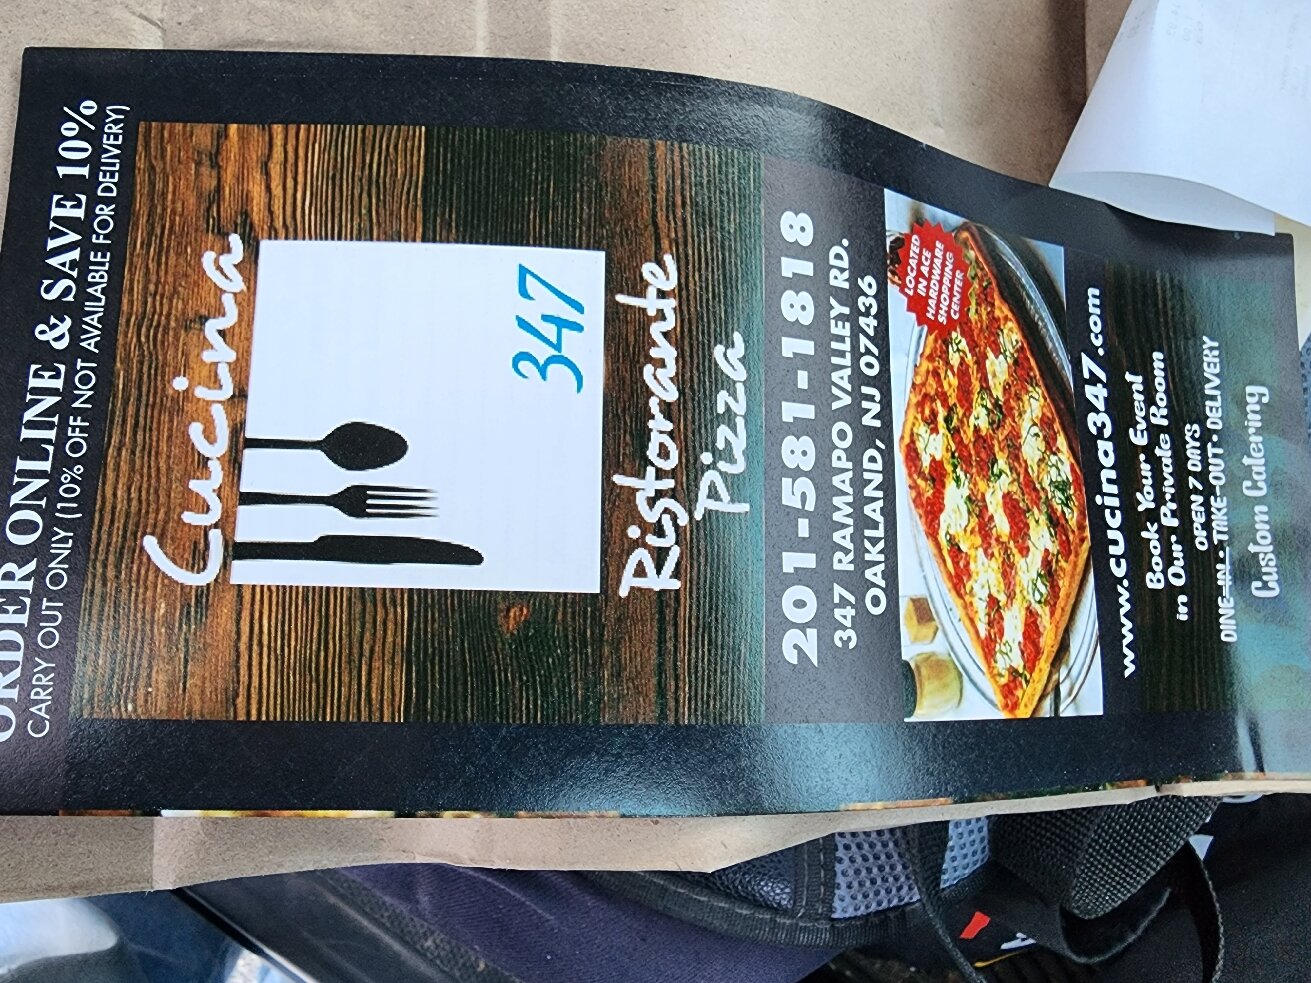 ORDER ONLINE & SAVE 10%
CARRY OUT ONLY (10% OFF NOT AVAILABLE FOR DELIVERY)
Cucina
347
Ristorante
Pizza
201-581-1818
347 RAMAPO VALLEY RD.
OAKLAND, NJ 07436
LOCATED
IN ACE
HARDWARE
SHOPPING
CENTER
www.cucina347.com
Book Your Event
in Our Private Room
OPEN 7 DAYS
DINE-IN • TAKE-OUT • DELIVERY
Custom Catering